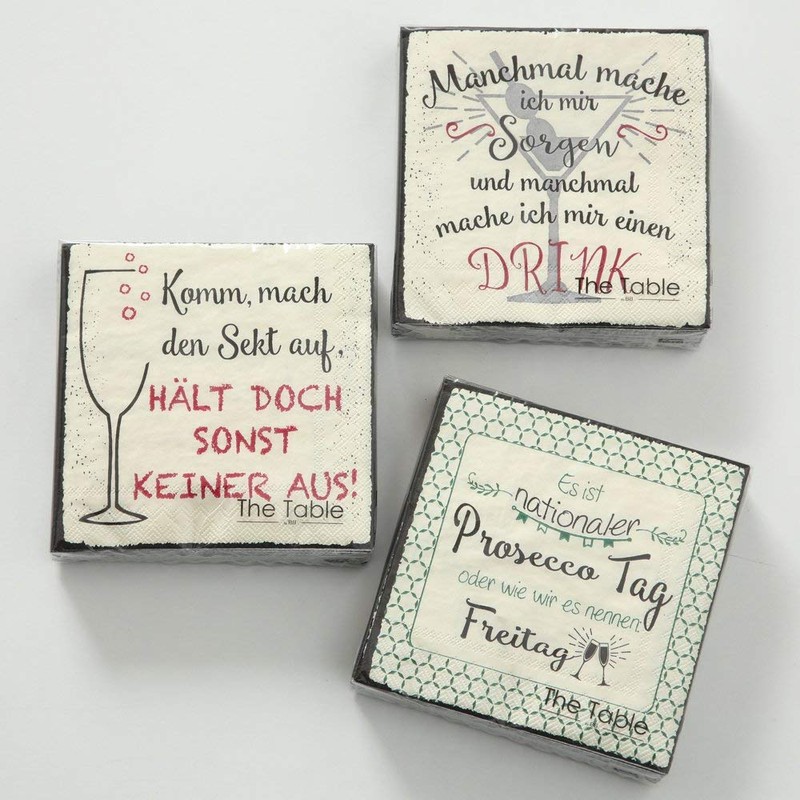 Manchmal mache
ich mir
Sorgen
und manchmal
mache ich mir einen
DRINK
The Table
Komm, mach
den Sekt auf,
HÄLT DOCH
SONST
KEINER AUS!
The Table
Es ist
nationaler
Prosecco Tag
oder wie wir es nennen:
Freitag
The Table